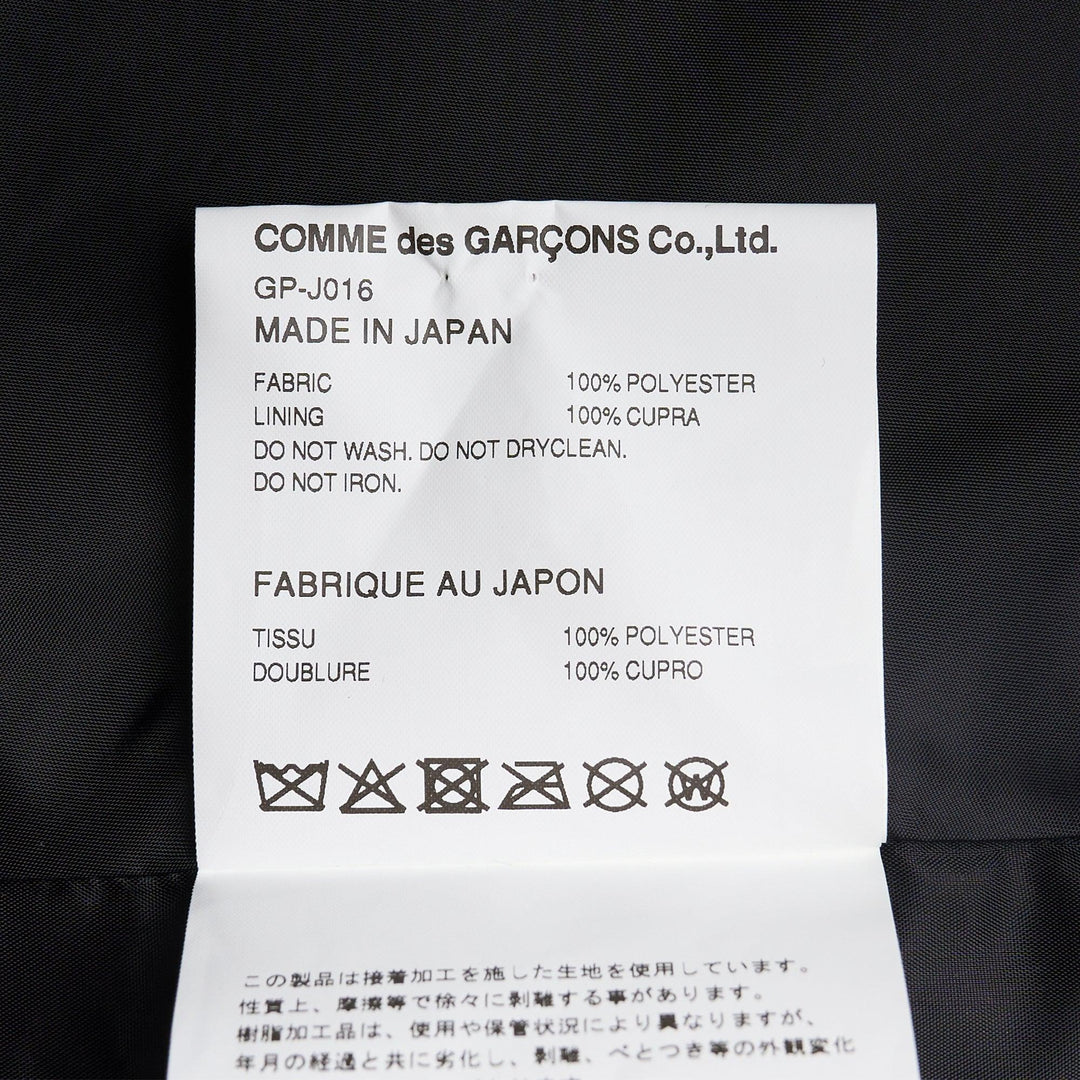 COMME des GARÇONS Co.,Ltd.
GP-J016
MADE IN JAPAN
FABRIC 100% POLYESTER
LINING 100% CUPRA
DO NOT WASH. DO NOT DRYCLEAN.
DO NOT IRON.
FABRIQUE AU JAPON
TISSU 100% POLYESTER
DOUBLURE 100% CUPRO
W
この製品は接着加工を施した生地を使用しています。
性質上、摩擦等で徐々に剥離する事があります。
樹脂加工品は、使用や保管状況により異なりますが、
年月の経過と共に劣化し、剥離、べとつき等の外観変化